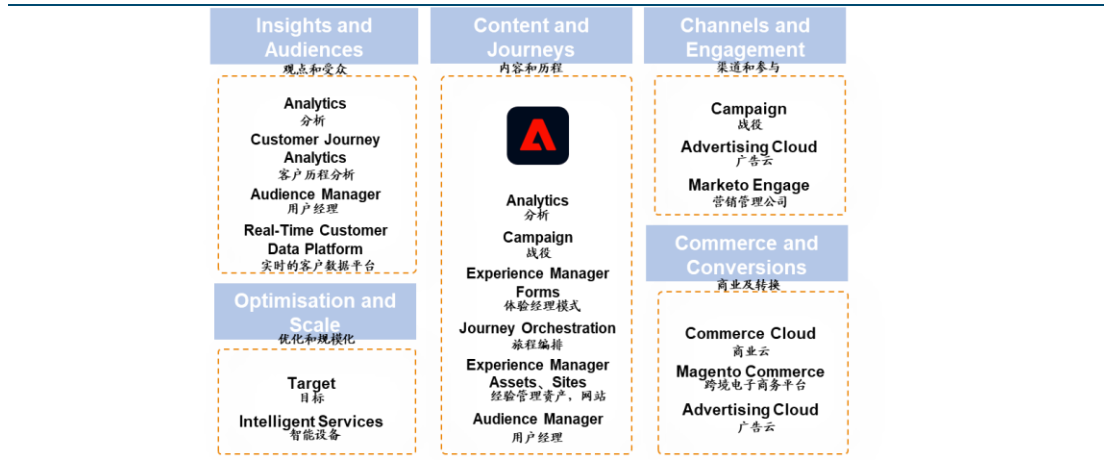 Insights and
Audiences
观点和受众
Analytics
分析
Customer Journey
Analytics
客户历程分析
Audience Manager
用户经理
Real-Time Customer
Data Platform
实时的客户数据平台
Optimisation and
Scale
优化和规模化
Target
目标
Intelligent Services
智能设备
Content and
Journeys
内容和历程
Analytics
分析
Campaign
战役
Experience Manager
Forms
体验经理模式
Journey Orchestration
旅程编排
Experience Manager
Assets、Sites
经验管理资产，网站
Audience Manager
用户经理
Channels and
Engagement
渠道和参与
Campaign
战役
Advertising Cloud
广告云
Marketo Engage
营销管理公司
Commerce and
Conversions
商业及转换
Commerce Cloud
商业云
Magento Commerce
跨境电子商务平台
Advertising Cloud
广告云